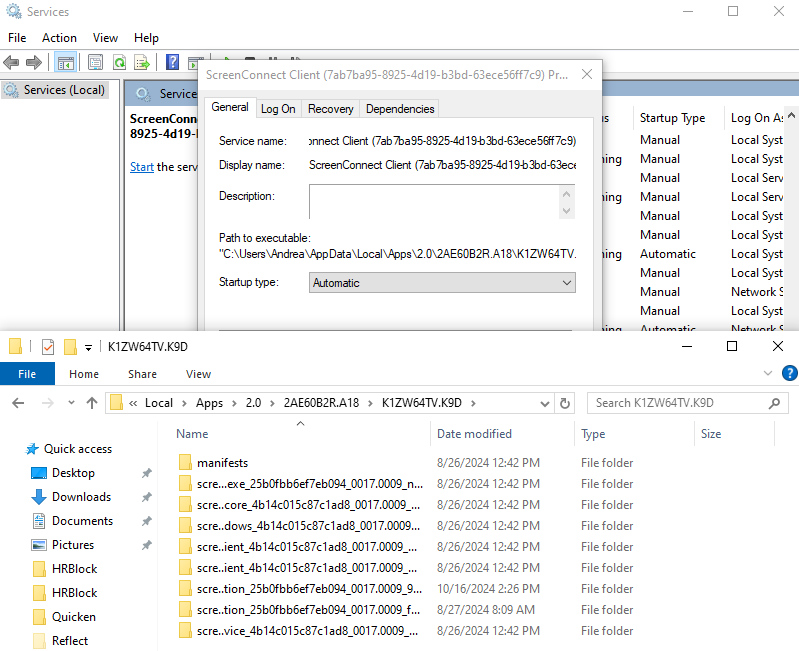 Services
File Action View Help
Services (Local)
Service
ScreenConn
8925-4d19-
Start the serv
ScreenConnect Client (7ab7ba95-8925-4d19-b3bd-63ece56ff7c9) Pr...
General Log On Recovery Dependencies
Service name: onnect Client (7ab7ba95-8925-4d19-b3bd-63ece56ff7c9)
Display name: ScreenConnect Client (7ab7ba95-8925-4d19-b3bd-63ece
Description:
Path to executable:
"C:\Users\Andrea\AppData\Local\Apps\2.0\2AE60B2R.A18\K1ZW64TV.
Startup type: Automatic
us Startup Type Log On As
Manual Local Syst
ning Manual Local Syst
Manual Local Serv
ning Manual Local Serv
Manual Local Syst
Manual Local Syst
ning Automatic Local Syst
Manual Local Syst
Manual Network S
ning Automatic Network S
K1ZW64TV.K9D
File Home Share View
« Local > Apps > 2.0 > 2AE60B2R.A18 > K1ZW64TV.K9D >
Search K1ZW64TV.K9D
Name Date modified Type Size
Quick access
Desktop
Downloads
Documents
Pictures
HRBlock
HRBlock
Quicken
Reflect
manifests 8/26/2024 12:42 PM File folder
scre...exe_25b0fbb6ef7eb094_0017.0009_n... 8/26/2024 12:42 PM File folder
scre..core_4b14c015c87c1ad8_0017.0009_... 8/26/2024 12:42 PM File folder
scre..dows_4b14c015c87c1ad8_0017.0009... 8/26/2024 12:42 PM File folder
scre..ient_4b14c015c87c1ad8_0017.0009_... 8/26/2024 12:42 PM File folder
scre..ient_4b14c015c87c1ad8_0017.0009_... 8/26/2024 12:42 PM File folder
scre..tion_25b0fbb6ef7eb094_0017.0009_9... 10/16/2024 2:26 PM File folder
scre..tion_25b0fbb6ef7eb094_0017.0009_f... 8/27/2024 8:09 AM File folder
scre..vice_4b14c015c87c1ad8_0017.0009_... 8/26/2024 12:42 PM File folder